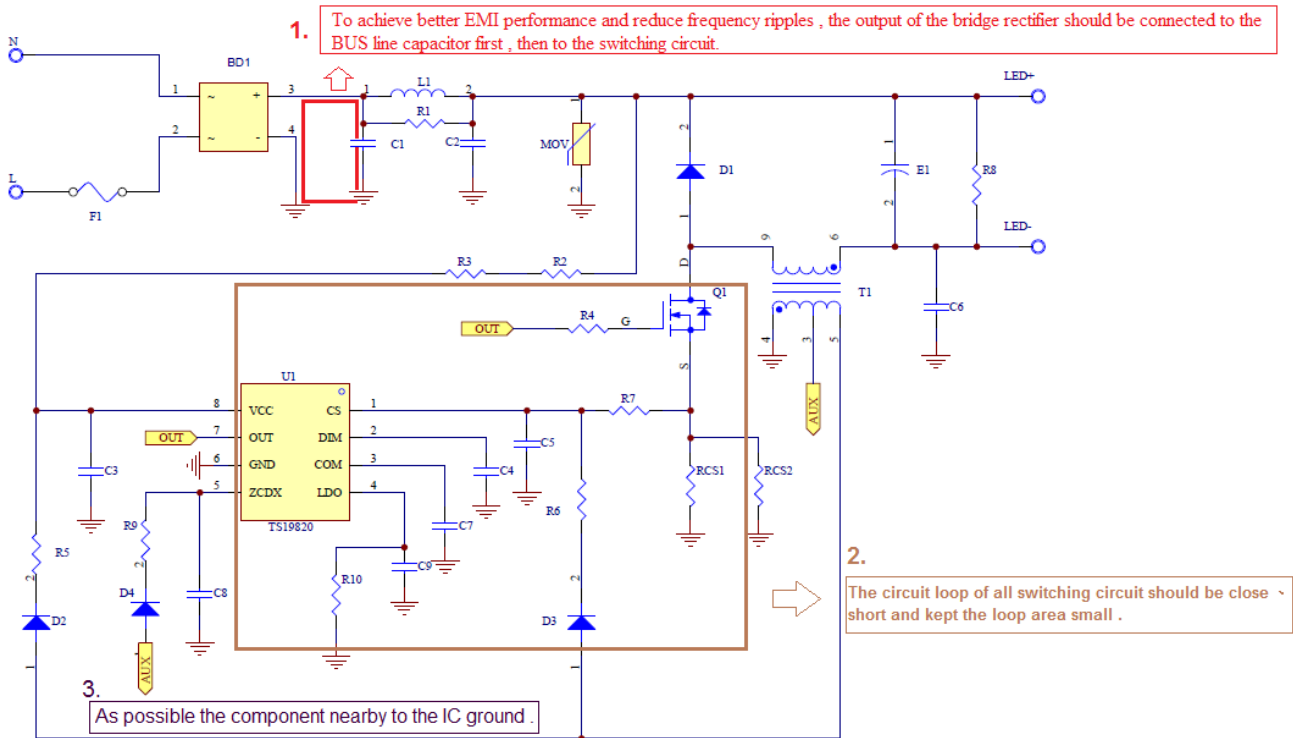 1.
To achieve better EMI performance and reduce frequency ripples , the output of the bridge rectifier should be connected to the
BUS line capacitor first , then to the switching circuit.
N
BD1
1
~
+
3
2
~
-
4
L
F1
1
L1
2
R1
C1
C2
1
MOV
2
2
D1
1
1
E1
2
R8
LED+
LED-
R3
R2
9
6
T1
4
3
5
C6
AUX
D
Q1
OUT
R4
G
S
U1
8
VCC
CS
1
OUT
7
OUT
DIM
2
6
GND
COM
3
5
ZCDX
LDO
4
TS19820
C3
R7
C5
C4
RCS1
RCS2
R6
C7
R9
R5
2
D2
1
2
D4
AUX
C8
R10
C9
2
D3
1
2.
The circuit loop of all switching circuit should be close 、
short and kept the loop area small .
3.
As possible the component nearby to the IC ground .